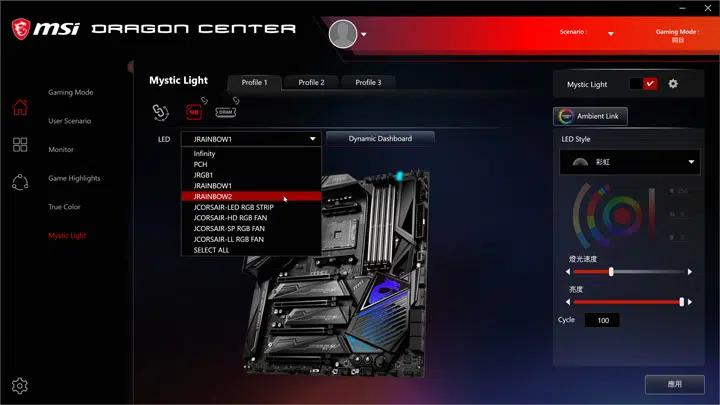 msi DRAGON CENTER
Scenario :
Gaming Mode :
開啟
Gaming Mode
User Scenario
Monitor
Game Highlights
True Color
Mystic Light
Mystic Light
Profile 1
Profile 2
Profile 3
MB
DRAM
LED
JRAINBOW1
Dynamic Dashboard
Infinity
PCH
JRGB1
JRAINBOW1
JRAINBOW2
JCORSAIR-LED RGB STRIP
JCORSAIR-HD RGB FAN
JCORSAIR-SP RGB FAN
JCORSAIR-LL RGB FAN
SELECT ALL
Mystic Light
Ambient Link
LED Style
彩虹
燈光速度
亮度
Cycle
100
應用